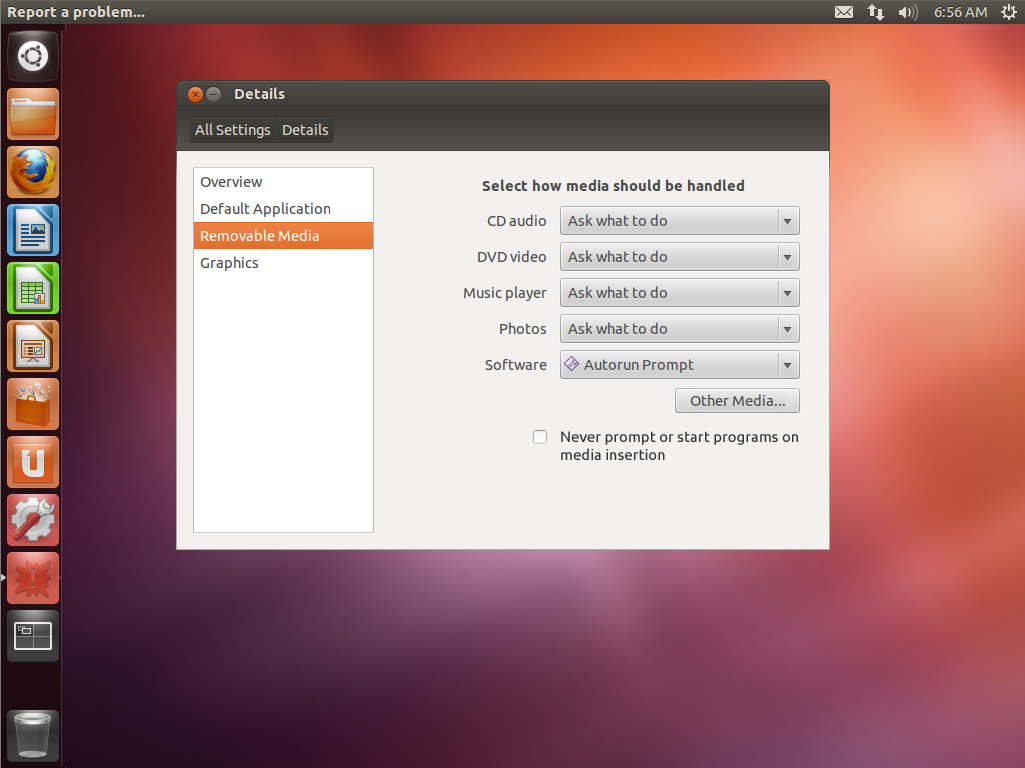 Report a problem...
6:56 AM
Details
All Settings Details
Overview
Default Application
Removable Media
Graphics
Select how media should be handled
CD audio Ask what to do
DVD video Ask what to do
Music player Ask what to do
Photos Ask what to do
Software Autorun Prompt
Other Media...
Never prompt or start programs on
media insertion